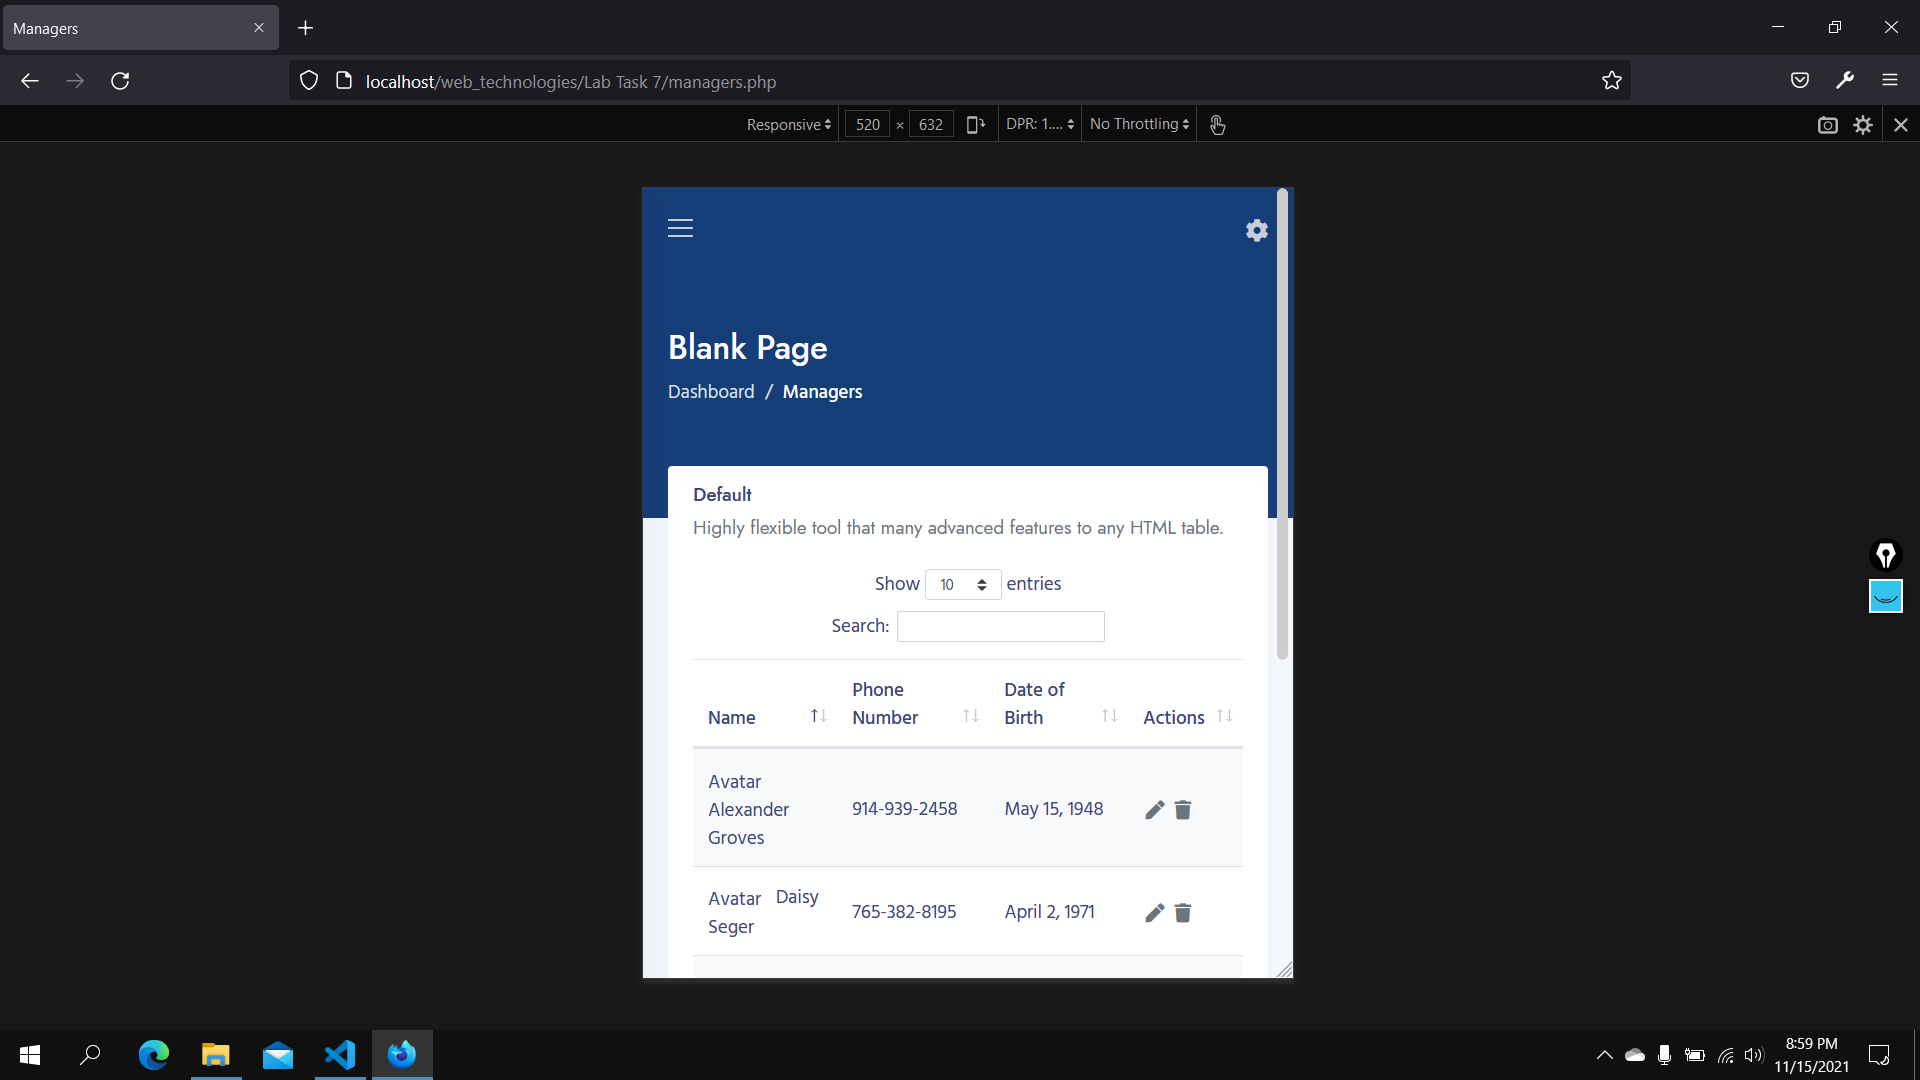 Managers
localhost/web_technologies/Lab Task 7/managers.php
Responsive 520 × 632 DPR: 1.... No Throttling
Blank Page
Dashboard / Managers
Default
Highly flexible tool that many advanced features to any HTML table.
Show 10 entries
Search:
Name Phone Number Date of Birth Actions
Avatar Alexander Groves 914-939-2458 May 15, 1948
Avatar Daisy Seger 765-382-8195 April 2, 1971
8:59 PM
11/15/2021